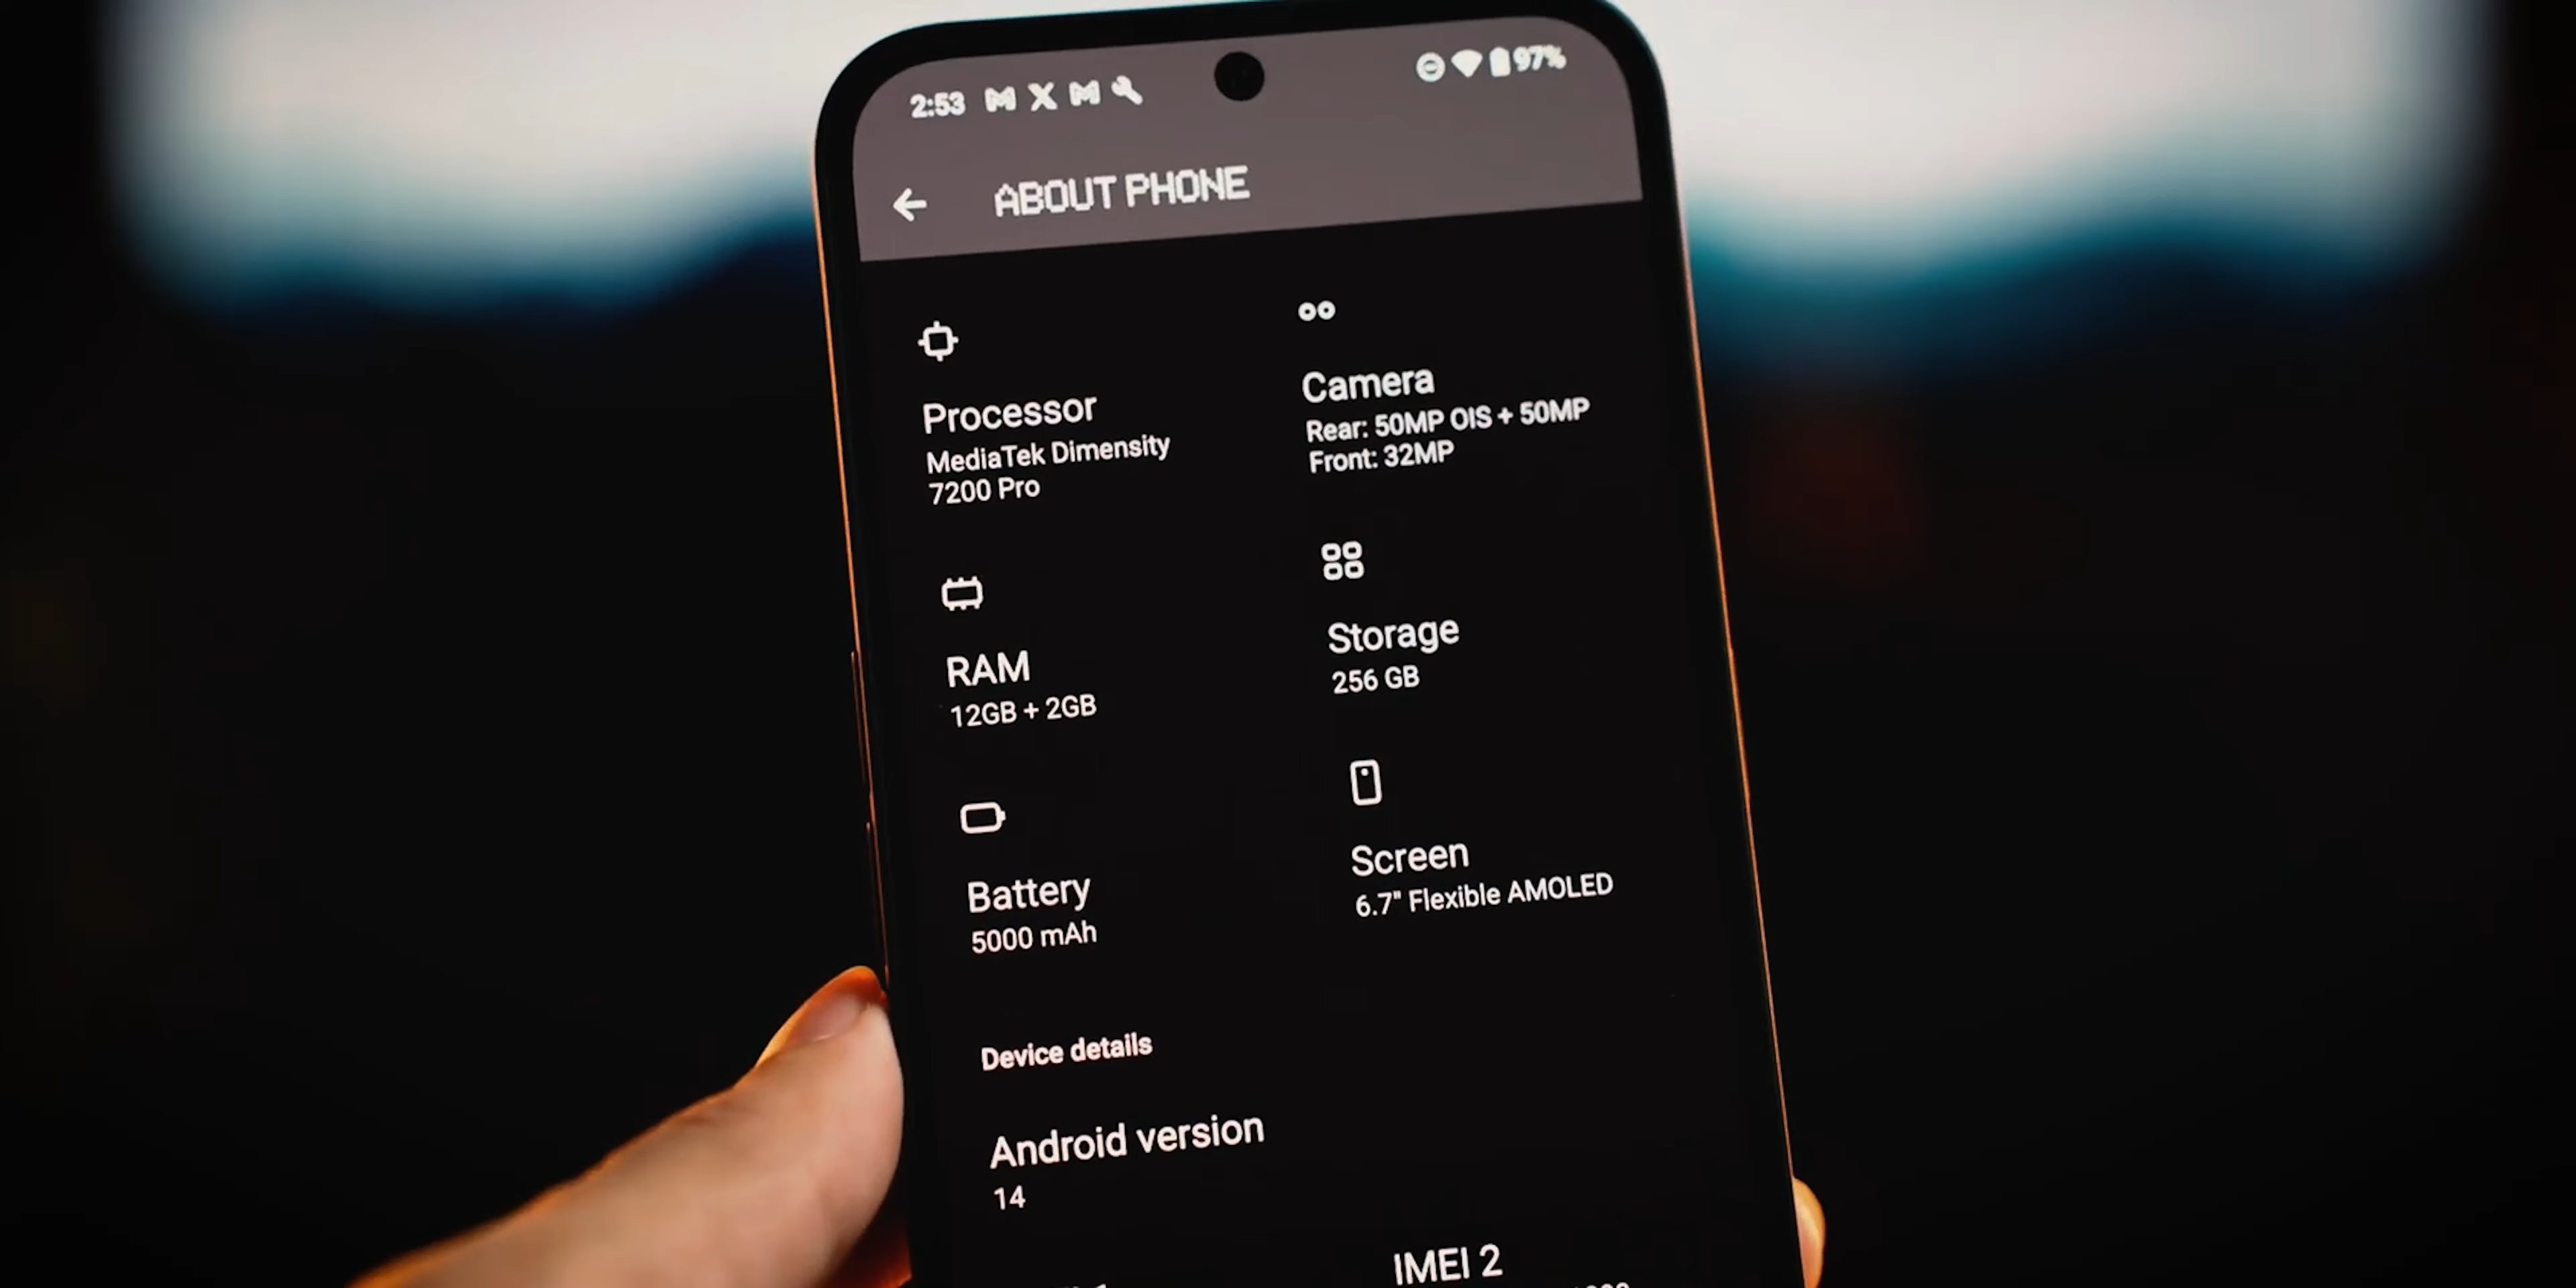 2:53
97%
ABOUT PHONE
Processor
MediaTek Dimensity
7200 Pro
Camera
Rear: 50MP OIS + 50MP
Front: 32MP
RAM
12GB + 2GB
Storage
256 GB
Battery
5000 mAh
Screen
6.7" Flexible AMOLED
Device details
Android version
14
IMEI 2